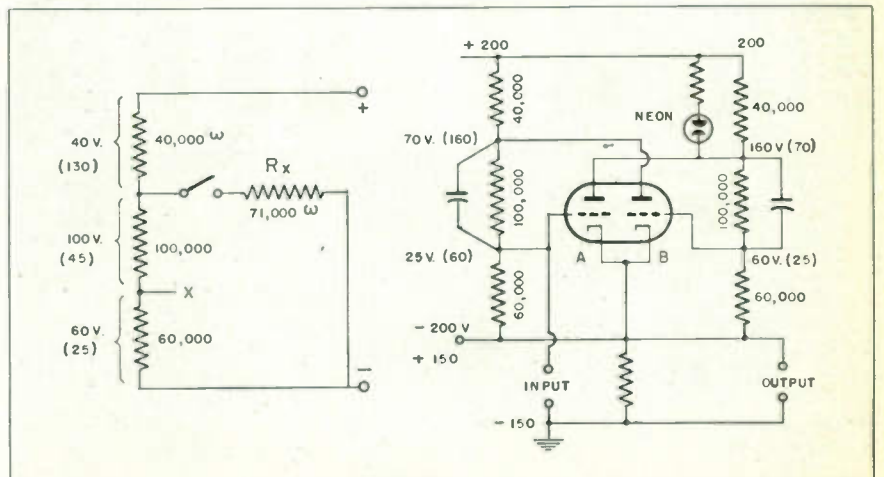 +
40 V.
(130)
40,000 ω
Rx
71,000 ω
100 V.
(45)
100,000
X
60 V.
(25)
60,000
−
+ 200
200
40,000
NEON
40,000
70 V. (160)
160 V (70)
100,000
100,000
25 V. (60)
A
B
60 V. (25)
60,000
60,000
− 200 V
+ 150
INPUT
OUTPUT
− 150